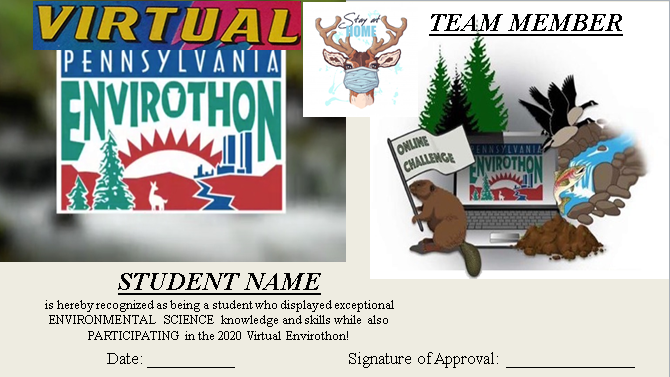 VIRTUAL
PENNSYLVANIA
ENVIROTHON
Stay at
HOME
TEAM MEMBER
ONLINE
CHALLENGE
PENNSYLVANIA
ENVIROTHON
STUDENT NAME
is hereby recognized as being a student who displayed exceptional
ENVIRONMENTAL SCIENCE knowledge and skills while also
PARTICIPATING in the 2020 Virtual Envirothon!
Date: __________ Signature of Approval: _______________